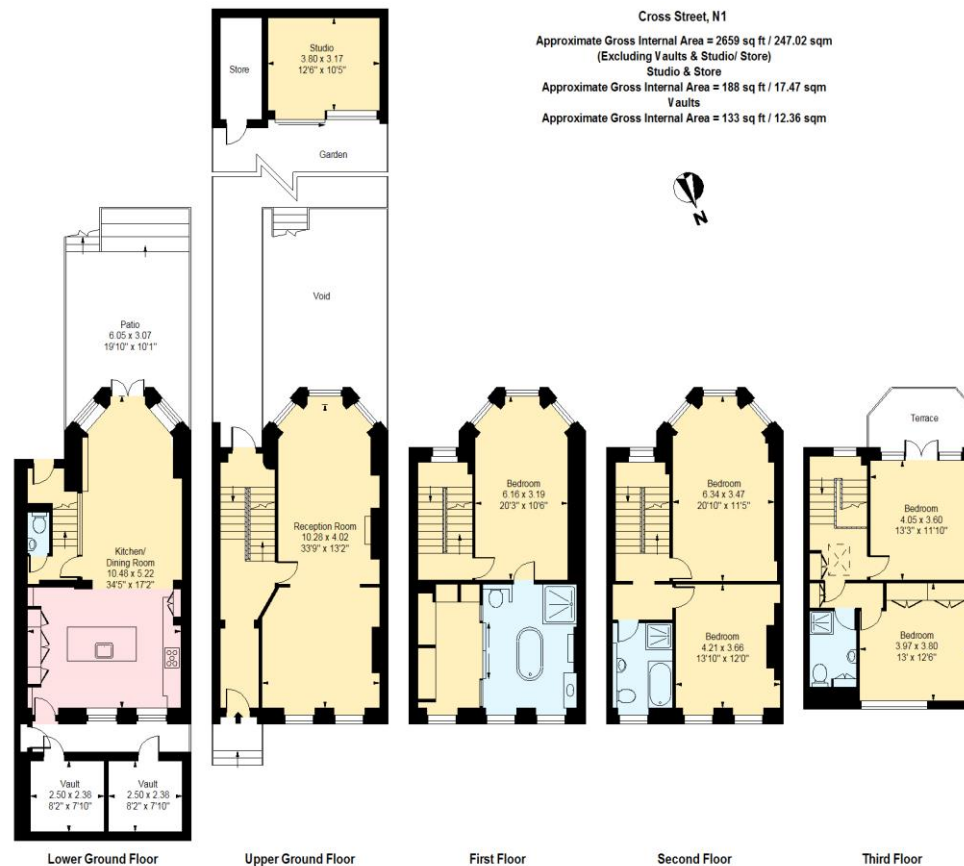 Cross Street, N1
Approximate Gross Internal Area = 2659 sq ft / 247.02 sqm
(Excluding Vaults & Studio/ Store)
Studio & Store
Approximate Gross Internal Area = 188 sq ft / 17.47 sqm
Vaults
Approximate Gross Internal Area = 133 sq ft / 12.36 sqm
N
Store
Studio
3.80 x 3.17
12'6" x 10'5"
Garden
Void
Patio
6.05 x 3.07
19'10" x 10'1"
Kitchen/
Dining Room
10.48 x 5.22
34'5" x 17'2"
Vault
2.50 x 2.38
8'2" x 7'10"
Vault
2.50 x 2.38
8'2" x 7'10"
Lower Ground Floor
Reception Room
10.28 x 4.02
33'9" x 13'2"
Upper Ground Floor
Bedroom
6.16 x 3.19
20'3" x 10'6"
First Floor
Bedroom
6.34 x 3.47
20'10" x 11'5"
Bedroom
4.21 x 3.66
13'10" x 12'0"
Second Floor
Terrace
Bedroom
4.05 x 3.60
13'3" x 11'10"
Bedroom
3.97 x 3.80
13' x 12'6"
Third Floor